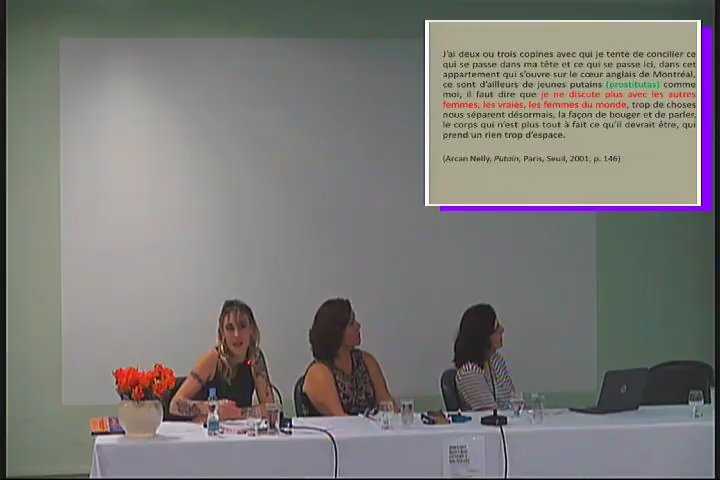 J'ai deux ou trois copines avec qui je tente de concilier ce
qui se passe dans ma tête et ce qui se passe ici, dans cet
appartement qui s'ouvre sur le cœur anglais de Montréal,
ce sont d'ailleurs de jeunes putains (prostitutas) comme
moi, il faut dire que je ne discute plus avec les autres
femmes, les vraies, les femmes du monde, trop de choses
nous séparent désormais, la façon de bouger et de parler,
le corps qui n'est plus tout à fait ce qu'il devrait être, qui
prend un rien trop d'espace.
(Arcan Nelly, Putain, Paris, Seuil, 2001, p. 146)